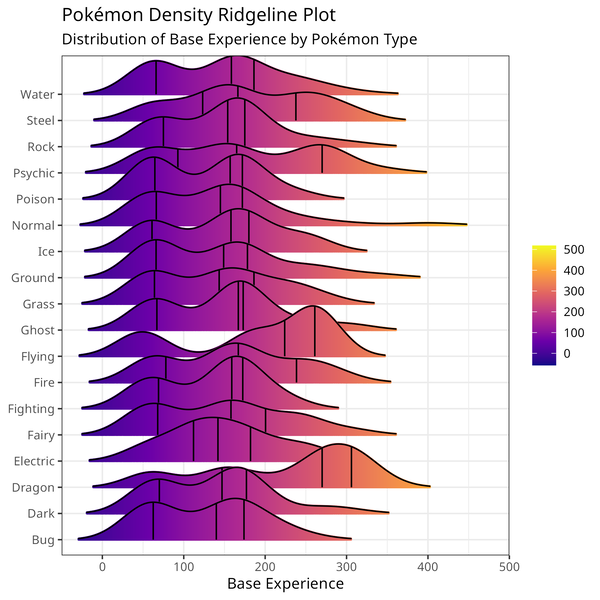 Pokémon Density Ridgeline Plot
Distribution of Base Experience by Pokémon Type
Water
Steel
Rock
Psychic
Poison
Normal
Ice
Ground
Grass
Ghost
Flying
Fire
Fighting
Fairy
Electric
Dragon
Dark
Bug
0 100 200 300 400 500
Base Experience
500
400
300
200
100
0